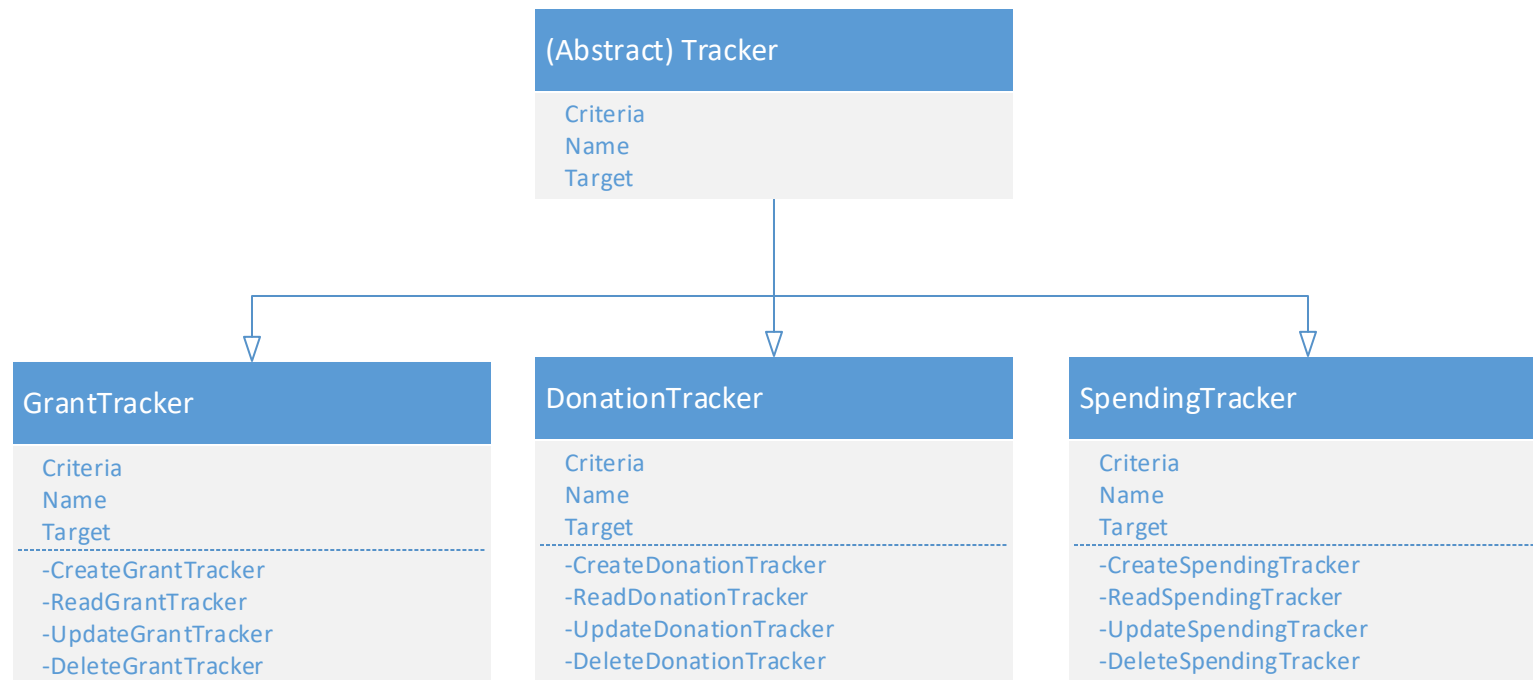 (Abstract) Tracker
Criteria
Name
Target
GrantTracker
Criteria
Name
Target
-CreateGrantTracker
-ReadGrantTracker
-UpdateGrantTracker
-DeleteGrantTracker
DonationTracker
Criteria
Name
Target
-CreateDonationTracker
-ReadDonationTracker
-UpdateDonationTracker
-DeleteDonationTracker
SpendingTracker
Criteria
Name
Target
-CreateSpendingTracker
-ReadSpendingTracker
-UpdateSpendingTracker
-DeleteSpendingTracker